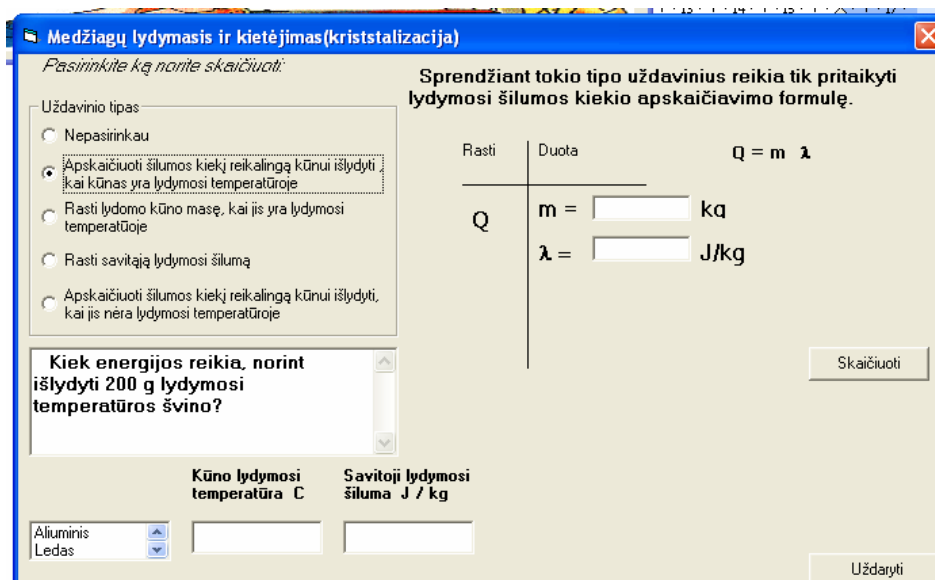 Medžiagų lydymasis ir kietėjimas(kriststalizacija)
Pasirinkite ką norite skaičiuoti:
Uždavinio tipas
Nepasirinkau
Apskaičiuoti šilumos kiekį reikalingą kūnui išlydyti ,
kai kūnas yra lydymosi temperatūroje
Rasti lydomo kūno masę, kai jis yra lydymosi
temperatūoje
Rasti savitąją lydymosi šilumą
Apskaičiuoti šilumos kiekį reikalingą kūnui išlydyti,
kai jis nėra lydymosi temperatūroje
Sprendžiant tokio tipo uždavinius reikia tik pritaikyti
lydymosi šilumos kiekio apskaičiavimo formulę.
Rasti Duota Q = m λ
Q m = kg
λ = J/kg
Skaičiuoti
Kiek energijos reikia, norint
išlydyti 200 g lydymosi
temperatūros švino?
Kūno lydymosi
temperatūra C
Savitoji lydymosi
šiluma J / kg
Aliuminis
Ledas
Uždaryti